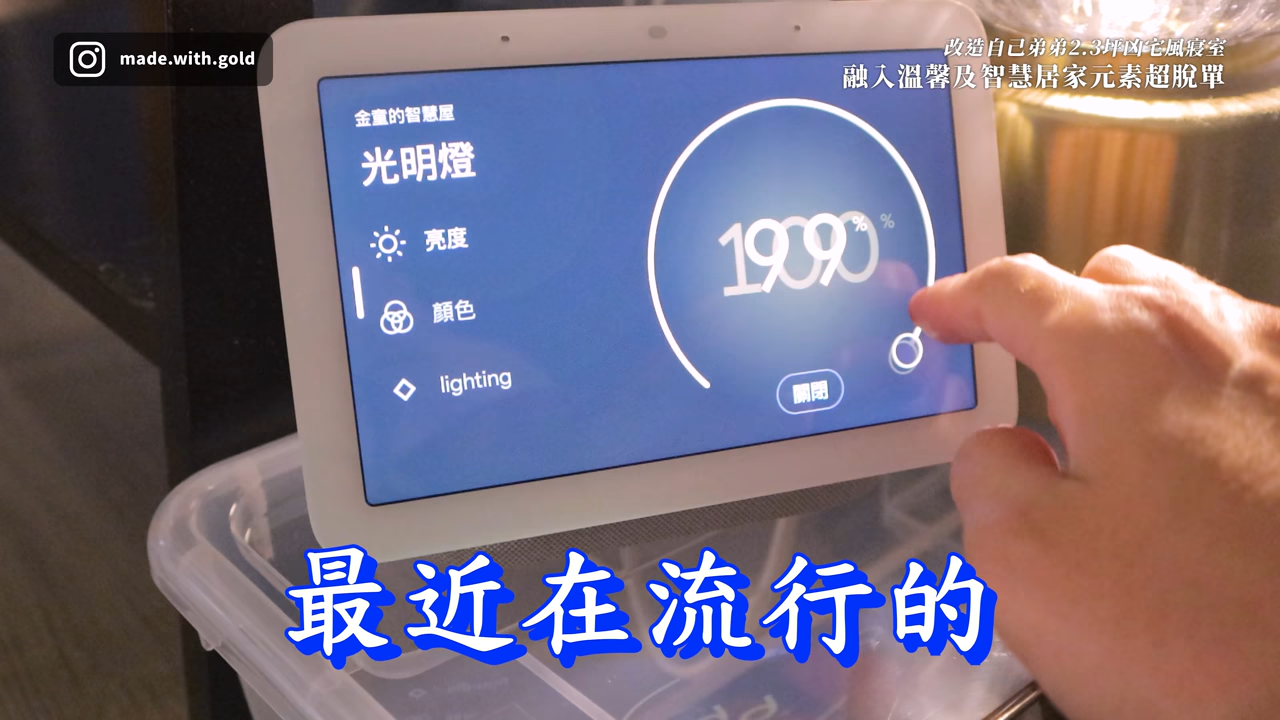 made.with.gold
改造自己弟弟2.3坪凶宅風寢室
融入溫馨及智慧居家元素超脫單
金童的智慧屋
光明燈
亮度
顏色
lighting
關閉
最近在流行的